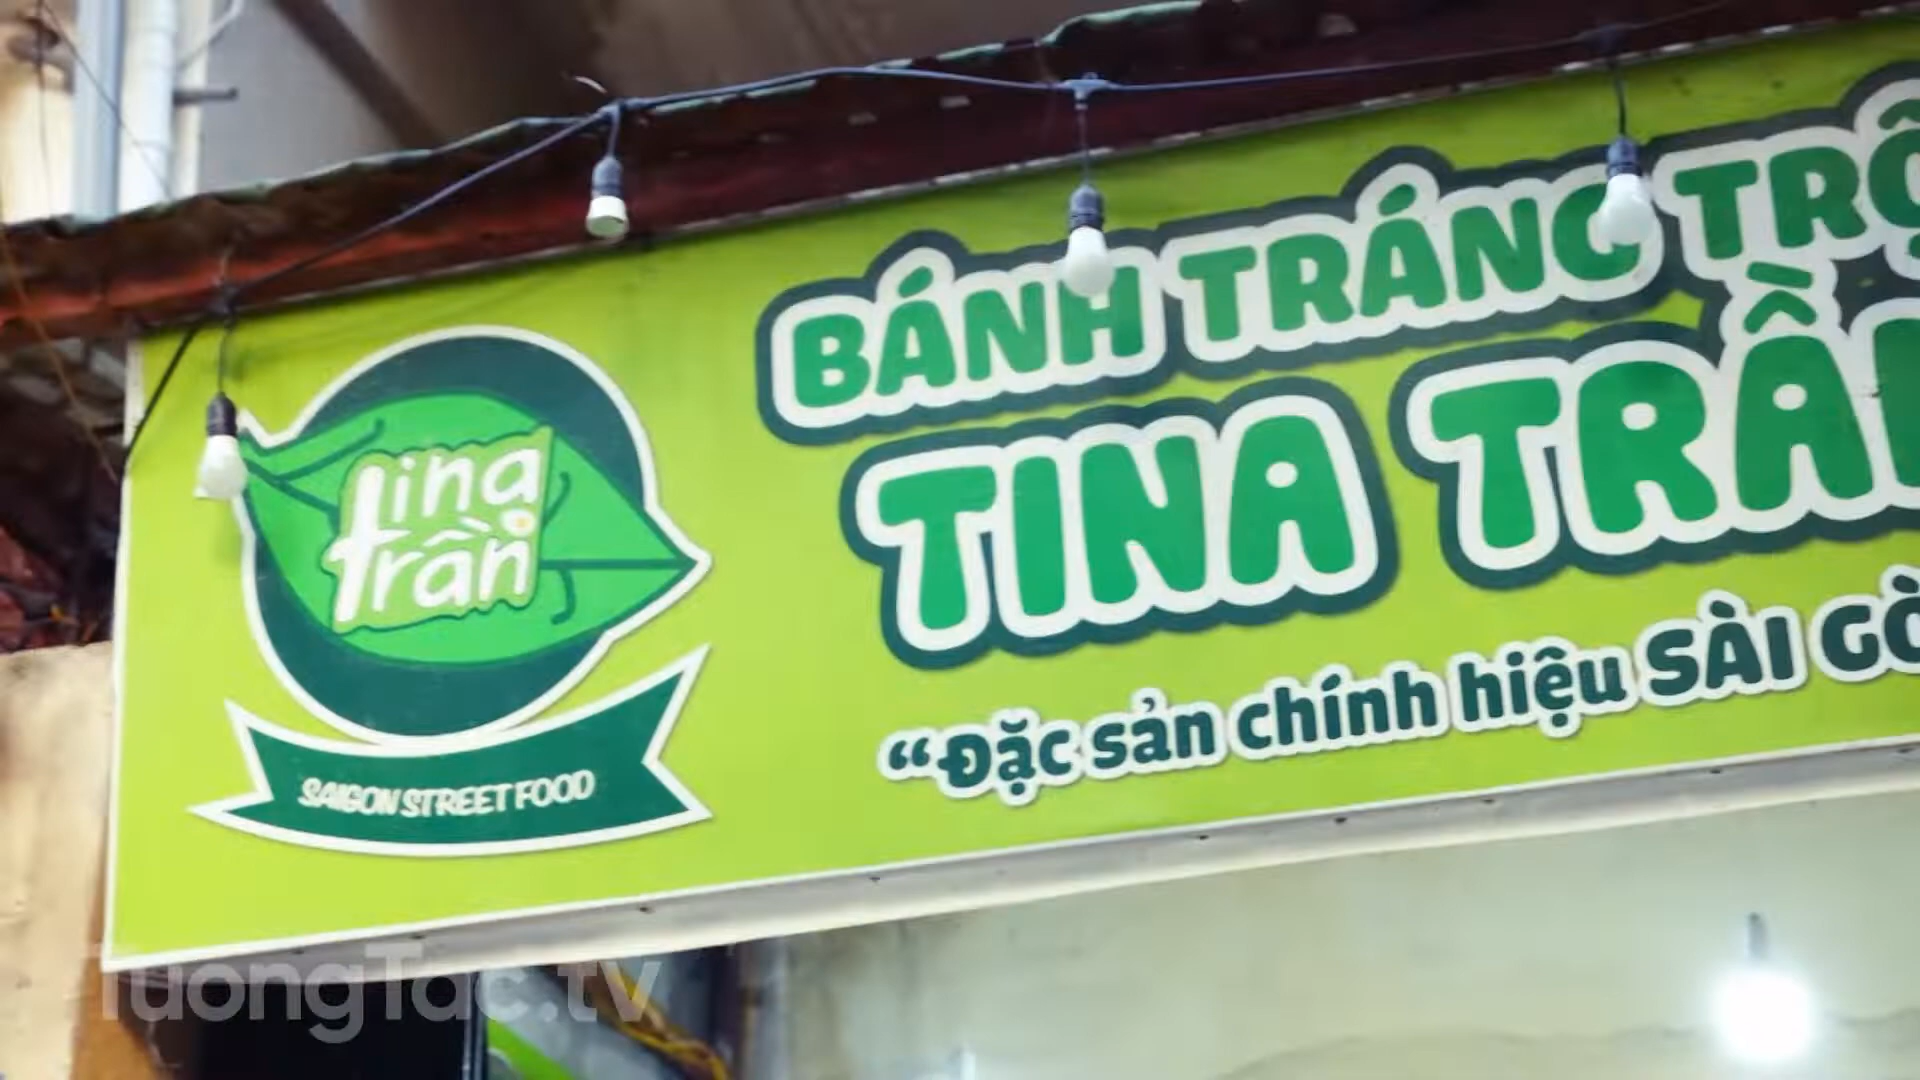 BÁNH TRÁNG
TINA
“Đặc sản chính hiệu SÀI
tina
trần
SAIGON STREET FOOD
TuongTac.tv